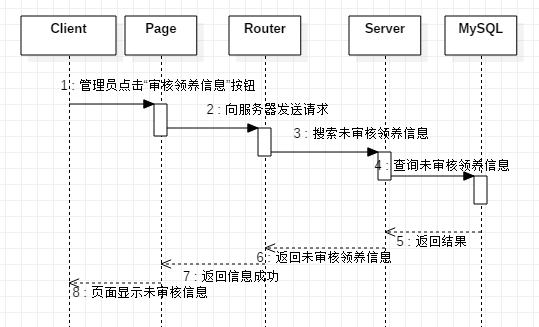 Client Page Router Server MySQL
1 : 管理员点击“审核领养信息”按钮
2 : 向服务器发送请求
3 : 搜索未审核领养信息
4 : 查询未审核领养信息
5 : 返回结果
6 : 返回未审核领养信息
7 : 返回信息成功
8 : 页面显示未审核信息